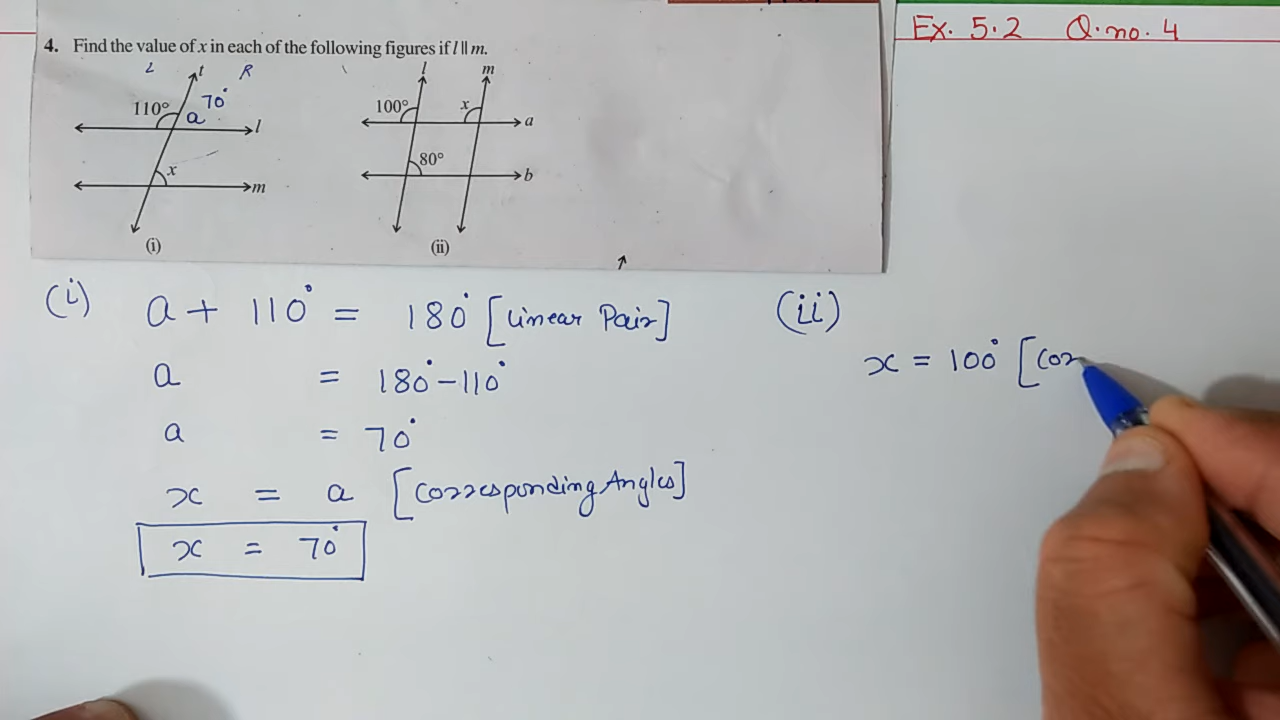 Ex. 5.2 Q.no. 4
4. Find the value of x in each of the following figures if l ∥ m.
L t R
110° a 70°
l
x
m
(i)
l m
100° x
a
80°
b
(ii)
(i) a + 110° = 180° [Linear Pair]
a = 180° - 110°
a = 70°
x = a [Corresponding Angles]
x = 70°
(ii)
x = 100° [Cor